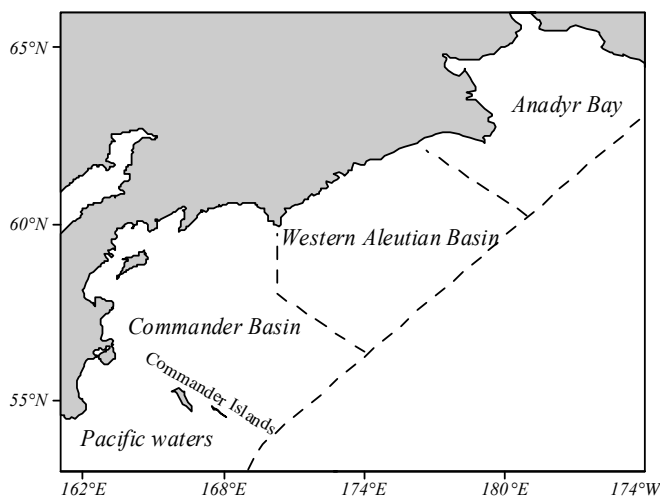 65°N
Anadyr Bay
60°N
Western Aleutian Basin
Commander Basin
Commander Islands
55°N
Pacific waters
162°E 168°E 174°E 180°E 174°W